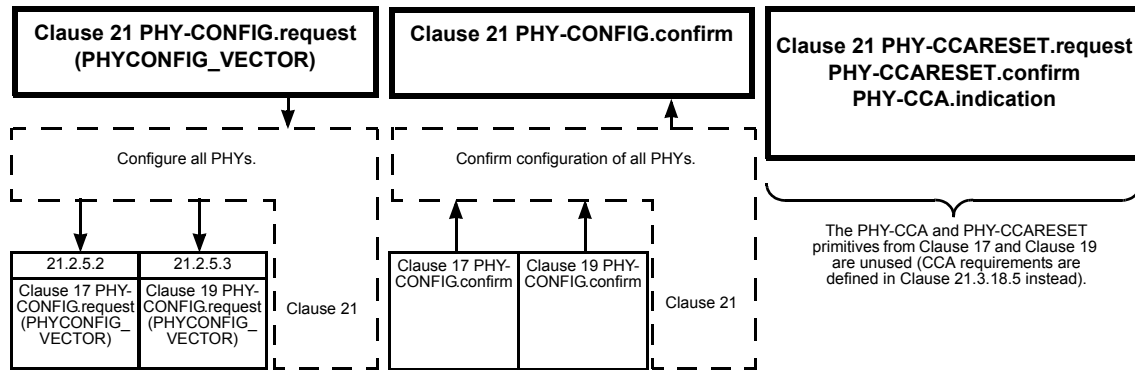 Clause 21 PHY-CONFIG.request
(PHYCONFIG_VECTOR)
Configure all PHYs.
21.2.5.2
21.2.5.3
Clause 17 PHY-
CONFIG.request
(PHYCONFIG_
VECTOR)
Clause 19 PHY-
CONFIG.request
(PHYCONFIG_
VECTOR)
Clause 21
Clause 21 PHY-CONFIG.confirm
Confirm configuration of all PHYs.
Clause 17 PHY-
CONFIG.confirm
Clause 19 PHY-
CONFIG.confirm
Clause 21
Clause 21 PHY-CCARESET.request
PHY-CCARESET.confirm
PHY-CCA.indication
The PHY-CCA and PHY-CCARESET
primitives from Clause 17 and Clause 19
are unused (CCA requirements are
defined in Clause 21.3.18.5 instead).